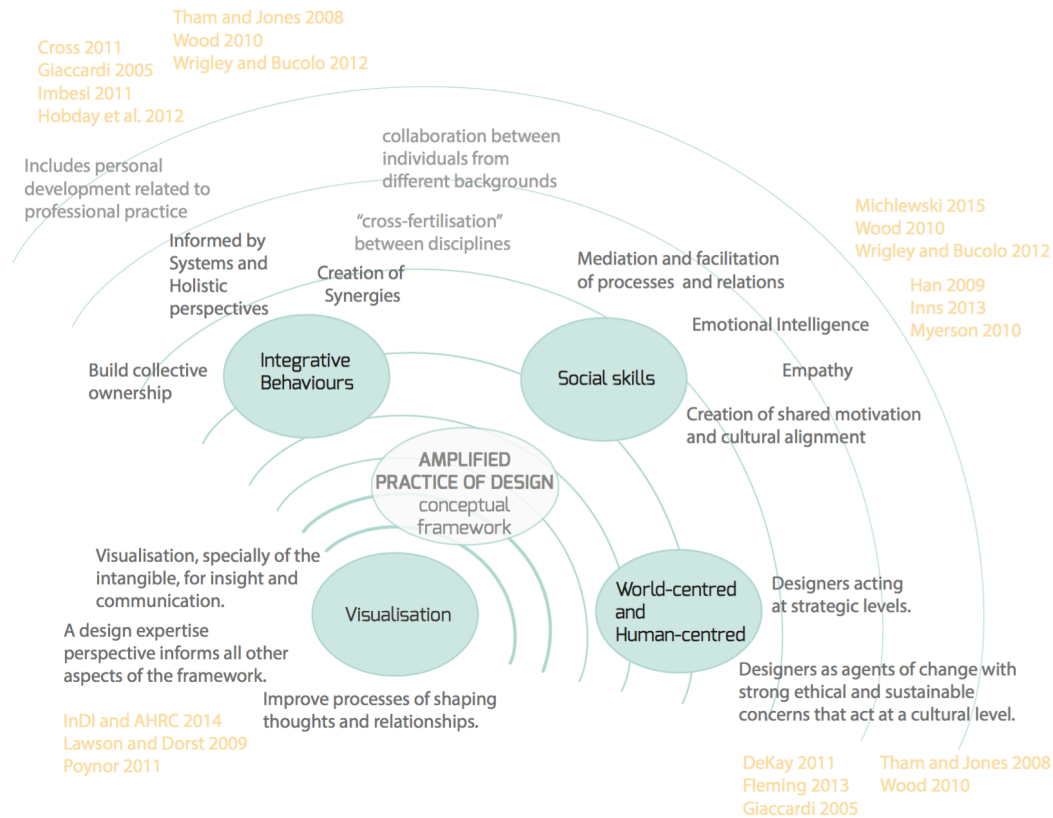 Tham and Jones 2008
Wood 2010
Wrigley and Bucolo 2012
Cross 2011
Giaccardi 2005
Imbesi 2011
Hobday et al. 2012
Includes personal
development related to
professional practice
collaboration between
individuals from
different backgrounds
“cross-fertilisation”
between disciplines
Michlewski 2015
Wood 2010
Wrigley and Bucolo 2012
Han 2009
Inns 2013
Myerson 2010
Informed by
Systems and
Holistic
perspectives
Creation of
Synergies
Mediation and facilitation
of processes and relations
Emotional Intelligence
Empathy
Creation of shared motivation
and cultural alignment
Build collective
ownership
Integrative
Behaviours
Social skills
AMPLIFIED
PRACTICE OF DESIGN
conceptual
framework
Visualisation, specially of the
intangible, for insight and
communication.
A design expertise
perspective informs all other
aspects of the framework.
Visualisation
Improve processes of shaping
thoughts and relationships.
World-centred
and
Human-centred
Designers acting
at strategic levels.
Designers as agents of change with
strong ethical and sustainable
concerns that act at a cultural level.
InDI and AHRC 2014
Lawson and Dorst 2009
Poynor 2011
DeKay 2011
Fleming 2013
Giaccardi 2005
Tham and Jones 2008
Wood 2010